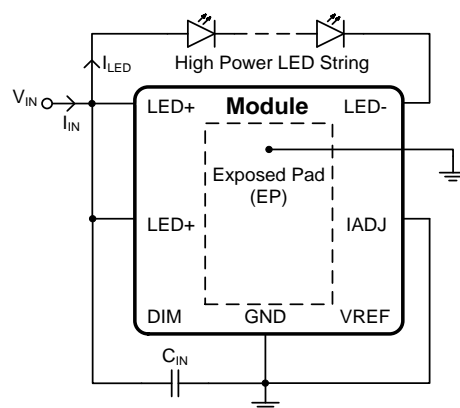 I_LED
High Power LED String
V_IN
I_IN
LED+
Module
LED-
Exposed Pad
(EP)
LED+
IADJ
DIM
GND
VREF
C_IN